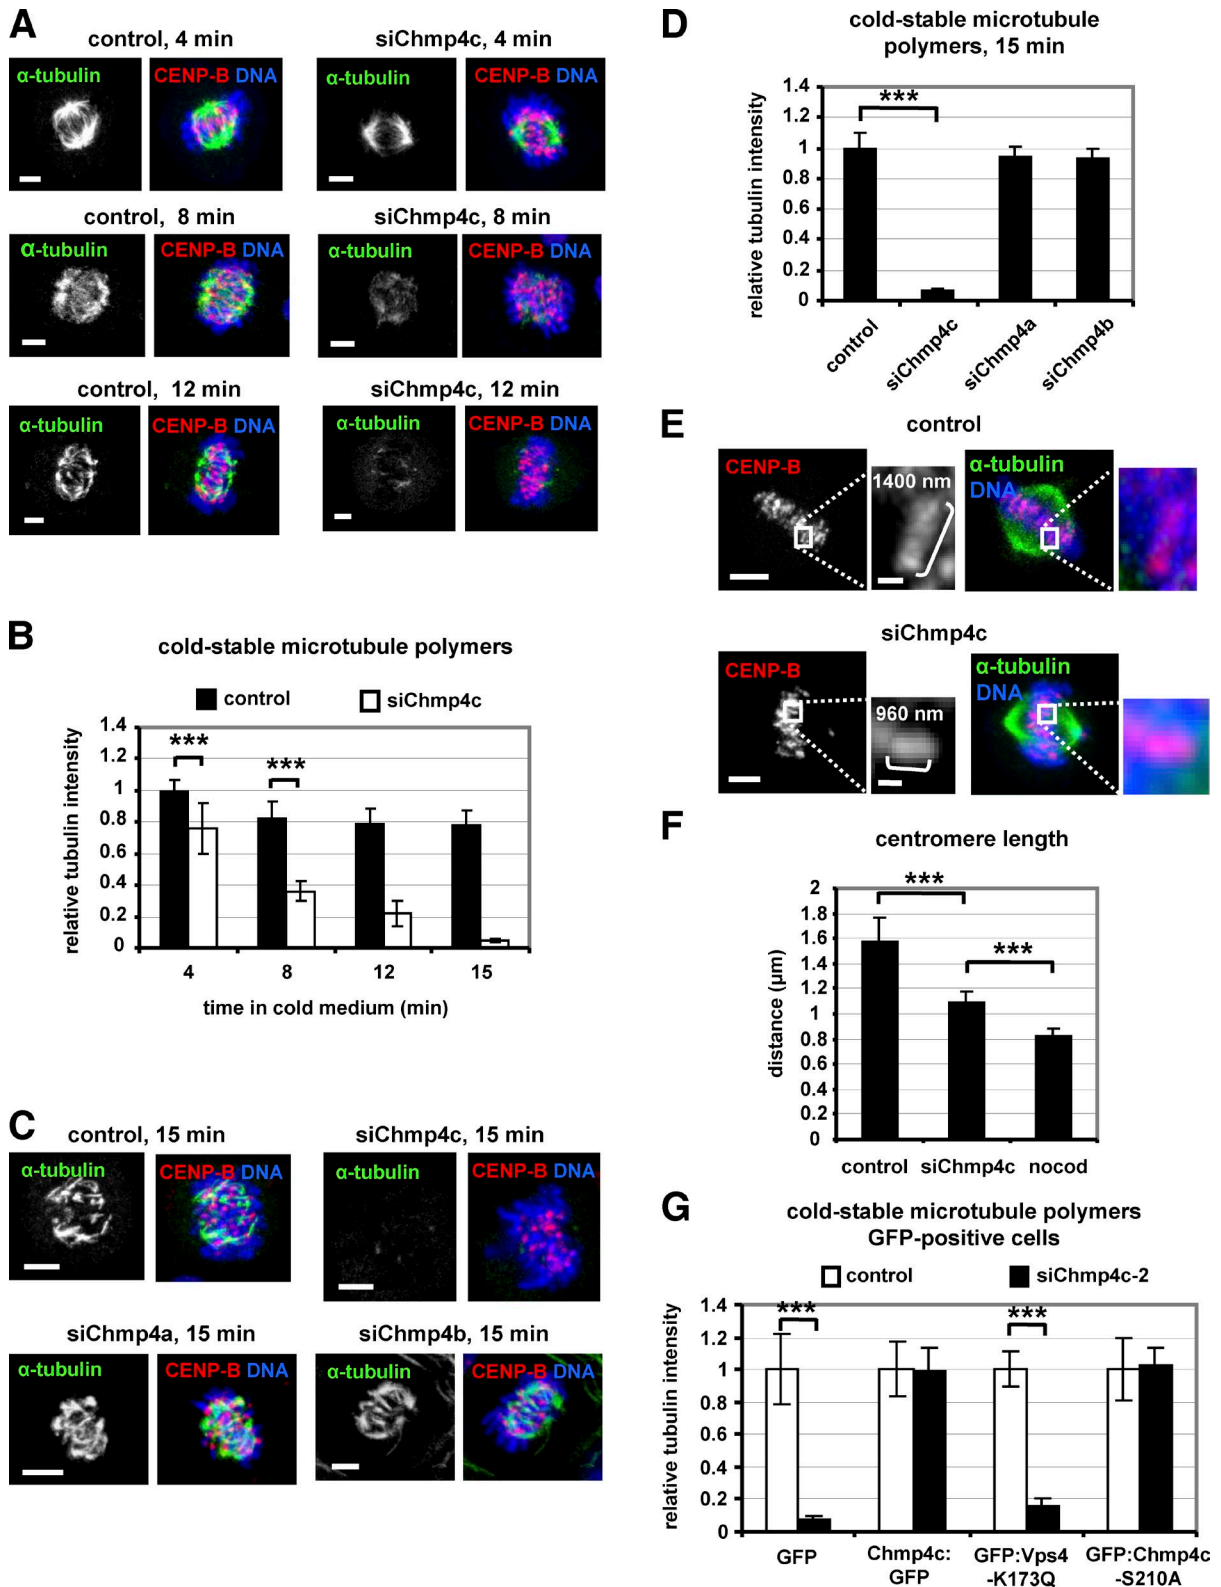 A
control, 4 min
siChmp4c, 4 min
α-tubulin
CENP-B DNA
α-tubulin
CENP-B DNA
control, 8 min
siChmp4c, 8 min
α-tubulin
CENP-B DNA
α-tubulin
CENP-B DNA
control, 12 min
siChmp4c, 12 min
α-tubulin
CENP-B DNA
α-tubulin
CENP-B DNA
B
cold-stable microtubule polymers
control
siChmp4c
relative tubulin intensity
1.4
1.2
1
0.8
0.6
0.4
0.2
0
***
***
4
8
12
15
time in cold medium (min)
C
control, 15 min
siChmp4c, 15 min
α-tubulin
CENP-B DNA
α-tubulin
CENP-B DNA
siChmp4a, 15 min
siChmp4b, 15 min
α-tubulin
CENP-B DNA
α-tubulin
CENP-B DNA
D
cold-stable microtubule
polymers, 15 min
relative tubulin intensity
1.4
1.2
1
0.8
0.6
0.4
0.2
0
***
control
siChmp4c
siChmp4a
siChmp4b
E
control
CENP-B
1400 nm
α-tubulin
DNA
siChmp4c
CENP-B
960 nm
α-tubulin
DNA
F
centromere length
distance (µm)
2
1.8
1.6
1.4
1.2
1
0.8
0.6
0.4
0.2
0
***
***
control
siChmp4c
nocod
G
cold-stable microtubule polymers
GFP-positive cells
control
siChmp4c-2
relative tubulin intensity
1.4
1.2
1
0.8
0.6
0.4
0.2
0
***
***
GFP
Chmp4c:
GFP
GFP:Vps4
-K173Q
GFP:Chmp4c
-S210A